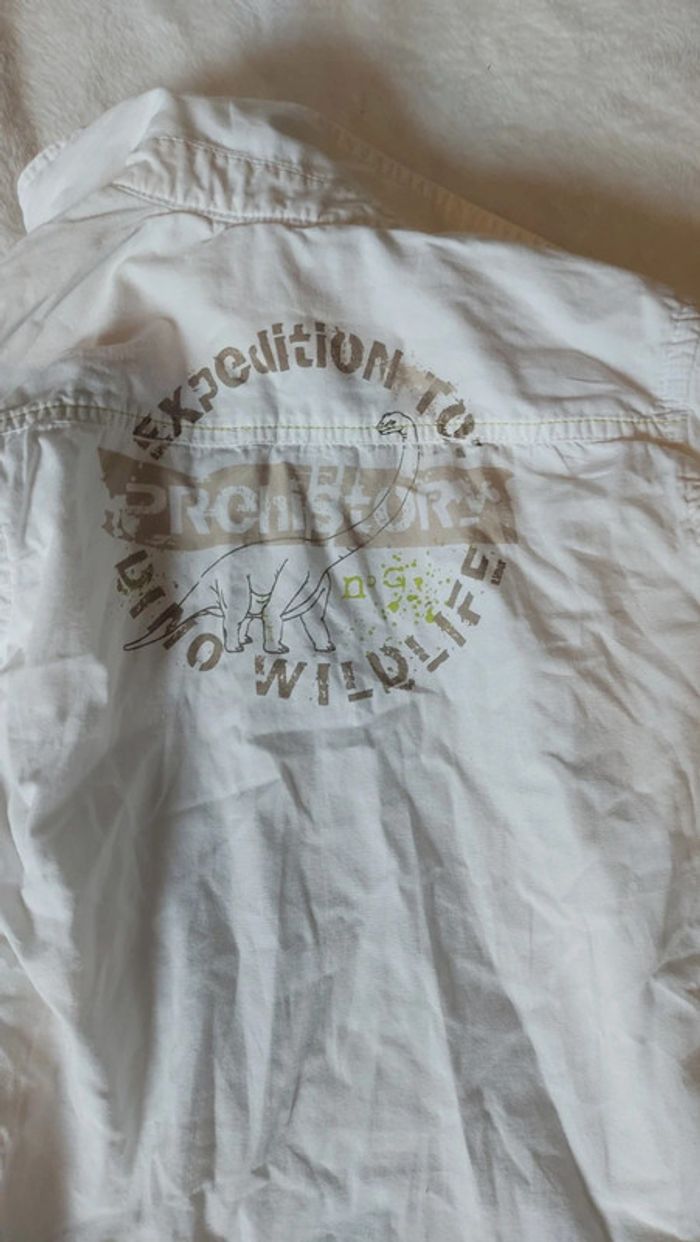 EXPeditiON TO
PREHIStORY
n°G
DINO WILDLIFE